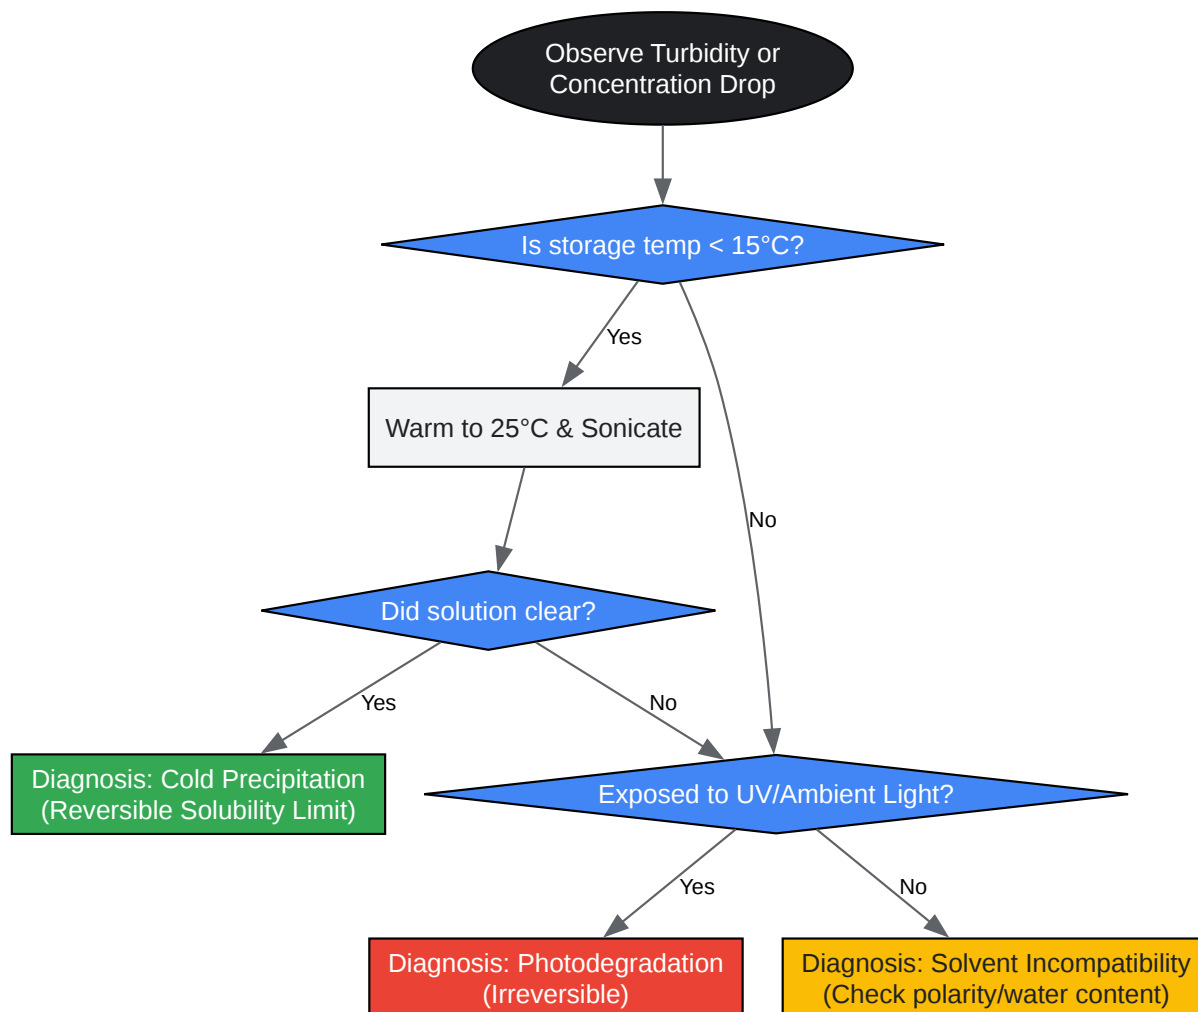 Observe Turbidity or
Concentration Drop
Is storage temp < 15°C?
Yes
Warm to 25°C & Sonicate
No
Did solution clear?
Yes
No
Diagnosis: Cold Precipitation
(Reversible Solubility Limit)
Exposed to UV/Ambient Light?
Yes
No
Diagnosis: Photodegradation
(Irreversible)
Diagnosis: Solvent Incompatibility
(Check polarity/water content)